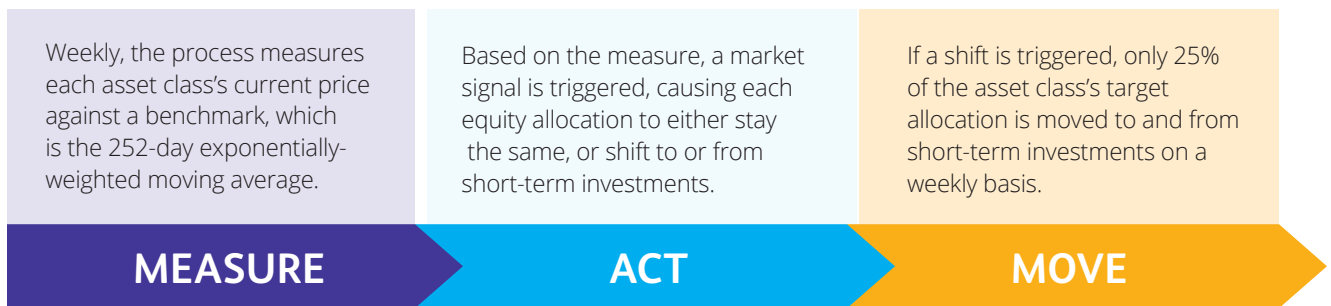 Weekly, the process measures
each asset class’s current price
against a benchmark, which
is the 252-day exponentially-
weighted moving average.
MEASURE
Based on the measure, a market
signal is triggered, causing each
equity allocation to either stay
the same, or shift to or from
short-term investments.
ACT
If a shift is triggered, only 25%
of the asset class’s target
allocation is moved to and from
short-term investments on a
weekly basis.
MOVE